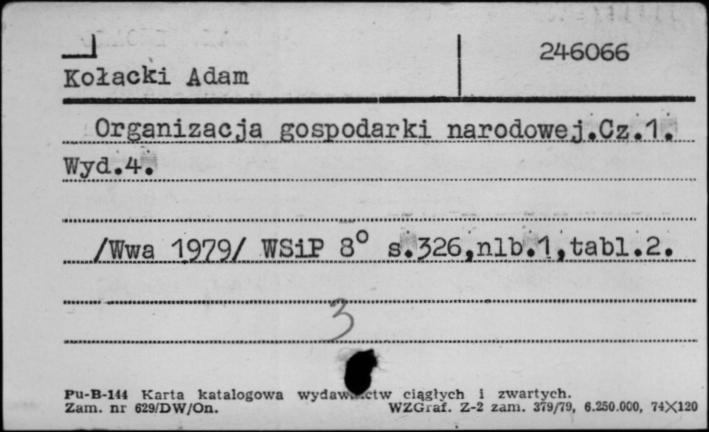 246066
Kołacki Adam
Organizacja gospodarki narodowej.Cz.1.
Wyd.4.
/Wwa 1979/ WSiP 8° s.326,nlb.1,tabl.2.
3
Pu-B-144 Karta katalogowa wydawnictw ciągłych i zwartych.
Zam. nr 629/DW/On. WZGraf. Z-2 zam. 379/79, 6.250.000, 74X120